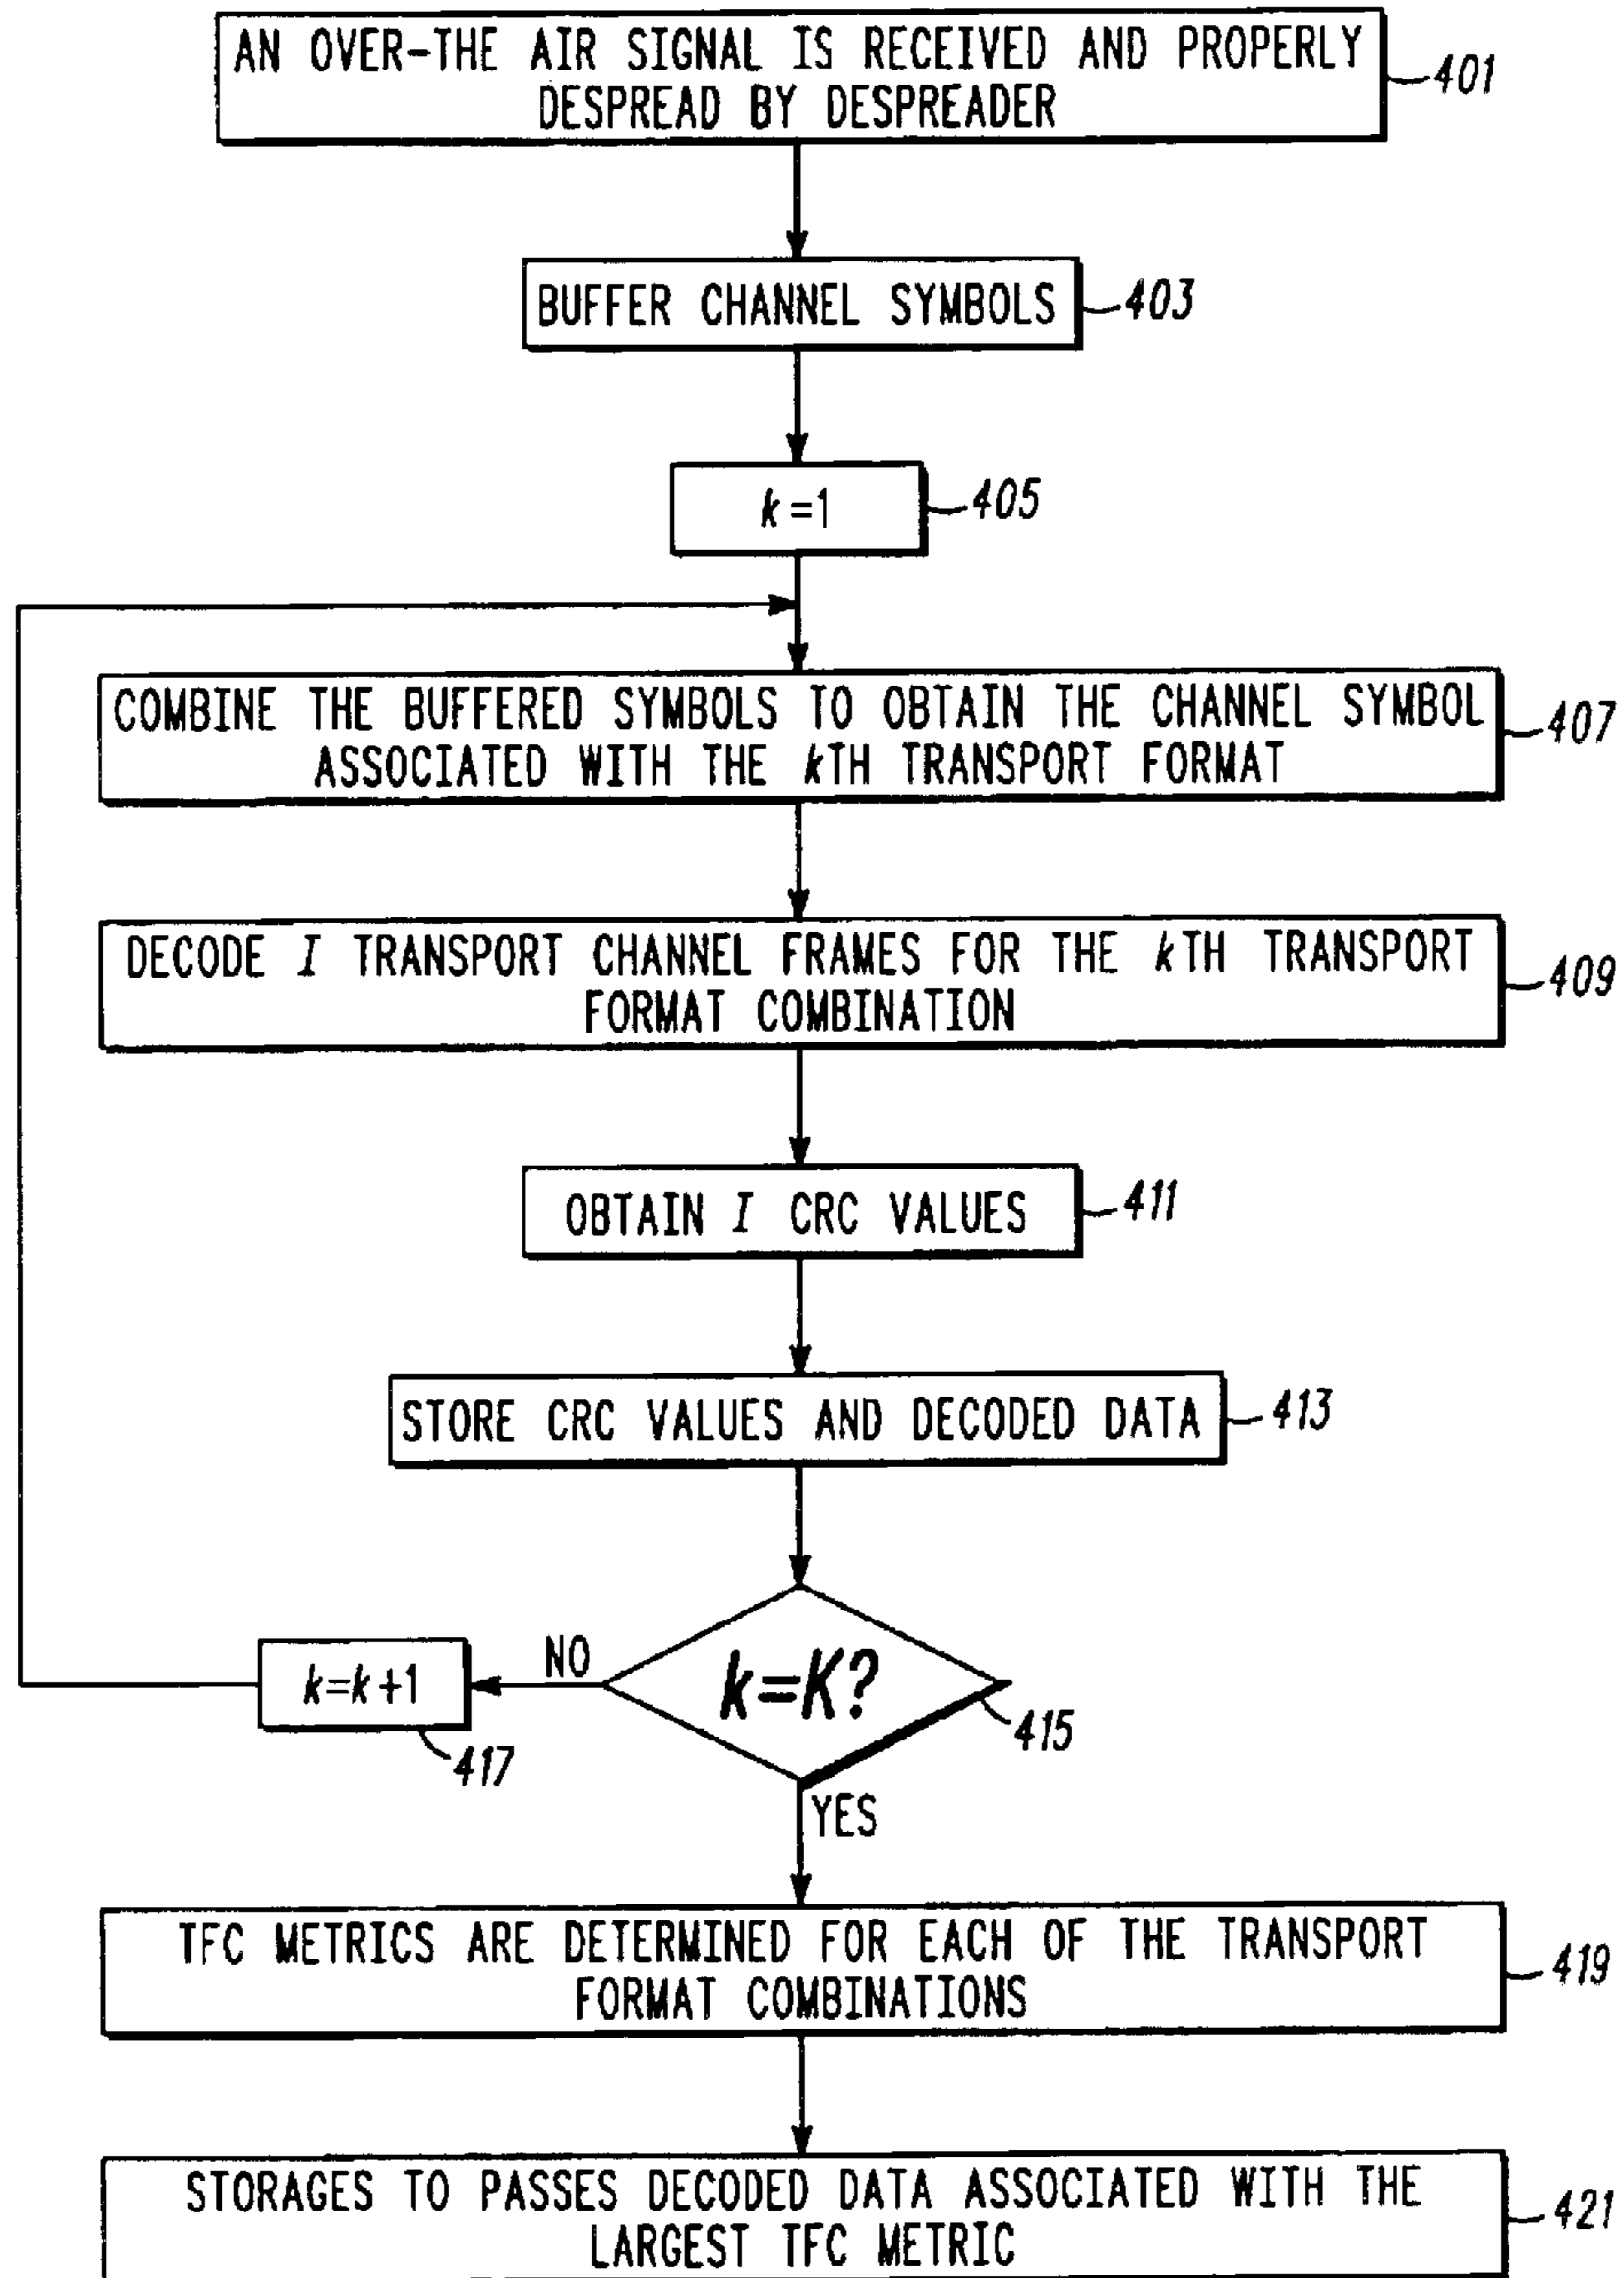 AN OVER-THE AIR SIGNAL IS RECEIVED AND PROPERLY
DESPREAD BY DESPREADER
401
BUFFER CHANNEL SYMBOLS
403
k=1
405
COMBINE THE BUFFERED SYMBOLS TO OBTAIN THE CHANNEL SYMBOL
ASSOCIATED WITH THE kTH TRANSPORT FORMAT
407
DECODE I TRANSPORT CHANNEL FRAMES FOR THE kTH TRANSPORT
FORMAT COMBINATION
409
OBTAIN I CRC VALUES
411
STORE CRC VALUES AND DECODED DATA
413
k=K?
415
NO
k=k+1
417
YES
TFC METRICS ARE DETERMINED FOR EACH OF THE TRANSPORT
FORMAT COMBINATIONS
419
STORAGES TO PASSES DECODED DATA ASSOCIATED WITH THE
LARGEST TFC METRIC
421